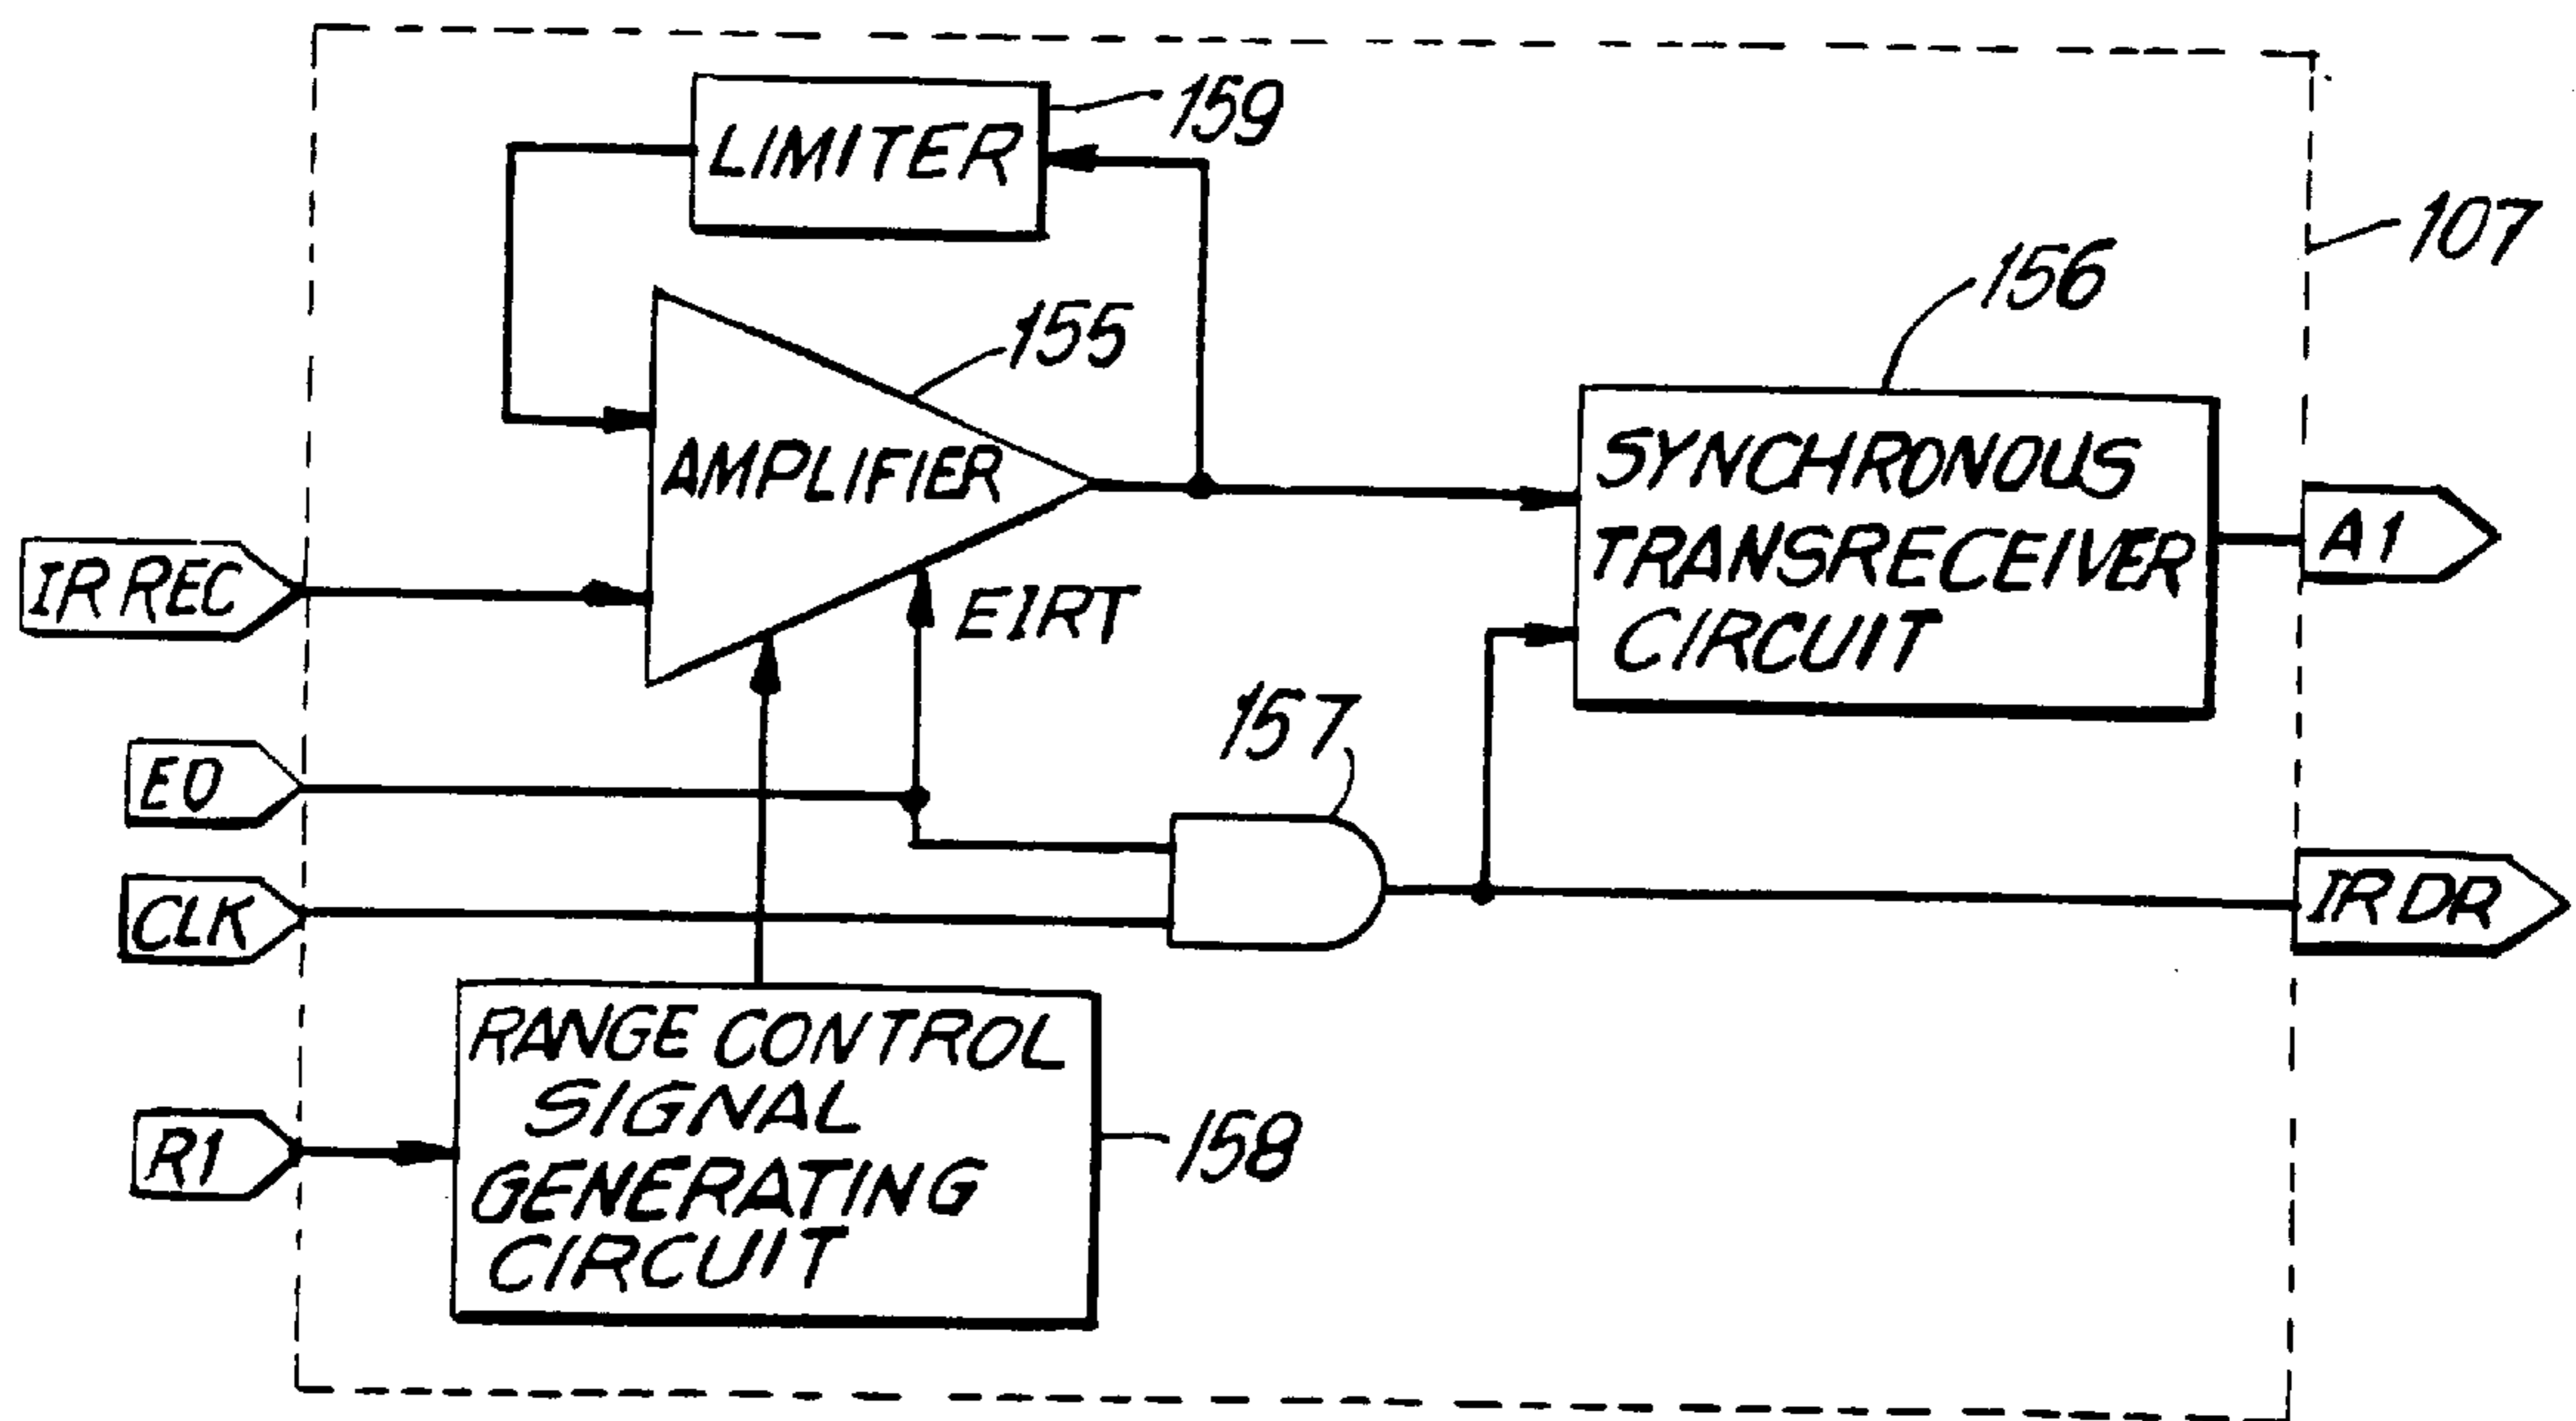 159
LIMITER
107
156
155
SYNCHRONOUS
TRANSRECEIVER
CIRCUIT
AMPLIFIER
A1
IR REC
EIRT
157
EO
CLK
IR DR
RANGE CONTROL
SIGNAL
GENERATING
CIRCUIT
158
R1